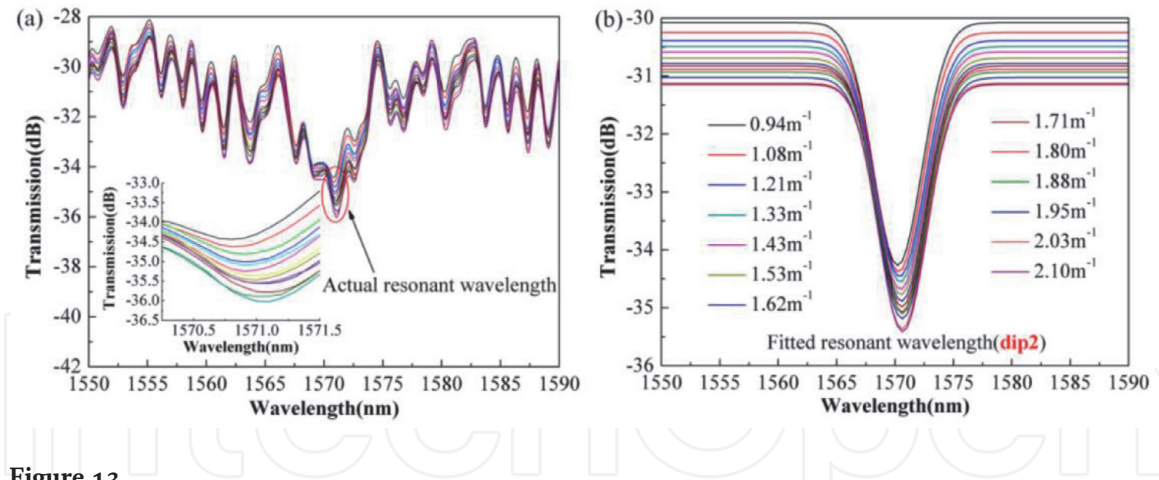 (a)
-28
-30
-32
-34
-36
-38
-40
-42
Transmission(dB)
1550 1555 1560 1565 1570 1575 1580 1585 1590
Wavelength(nm)
-33.0
-33.5
-34.0
-34.5
-35.0
-35.5
-36.0
-36.5
Transmission(dB)
1570.5 1571.0 1571.5
Wavelength(nm)
Actual resonant wavelength
(b)
-30
-31
-32
-33
-34
-35
-36
Transmission(dB)
0.94m⁻¹
1.08m⁻¹
1.21m⁻¹
1.33m⁻¹
1.43m⁻¹
1.53m⁻¹
1.62m⁻¹
1.71m⁻¹
1.80m⁻¹
1.88m⁻¹
1.95m⁻¹
2.03m⁻¹
2.10m⁻¹
Fitted resonant wavelength(dip2)
1550 1555 1560 1565 1570 1575 1580 1585 1590
Wavelength(nm)
intechopen